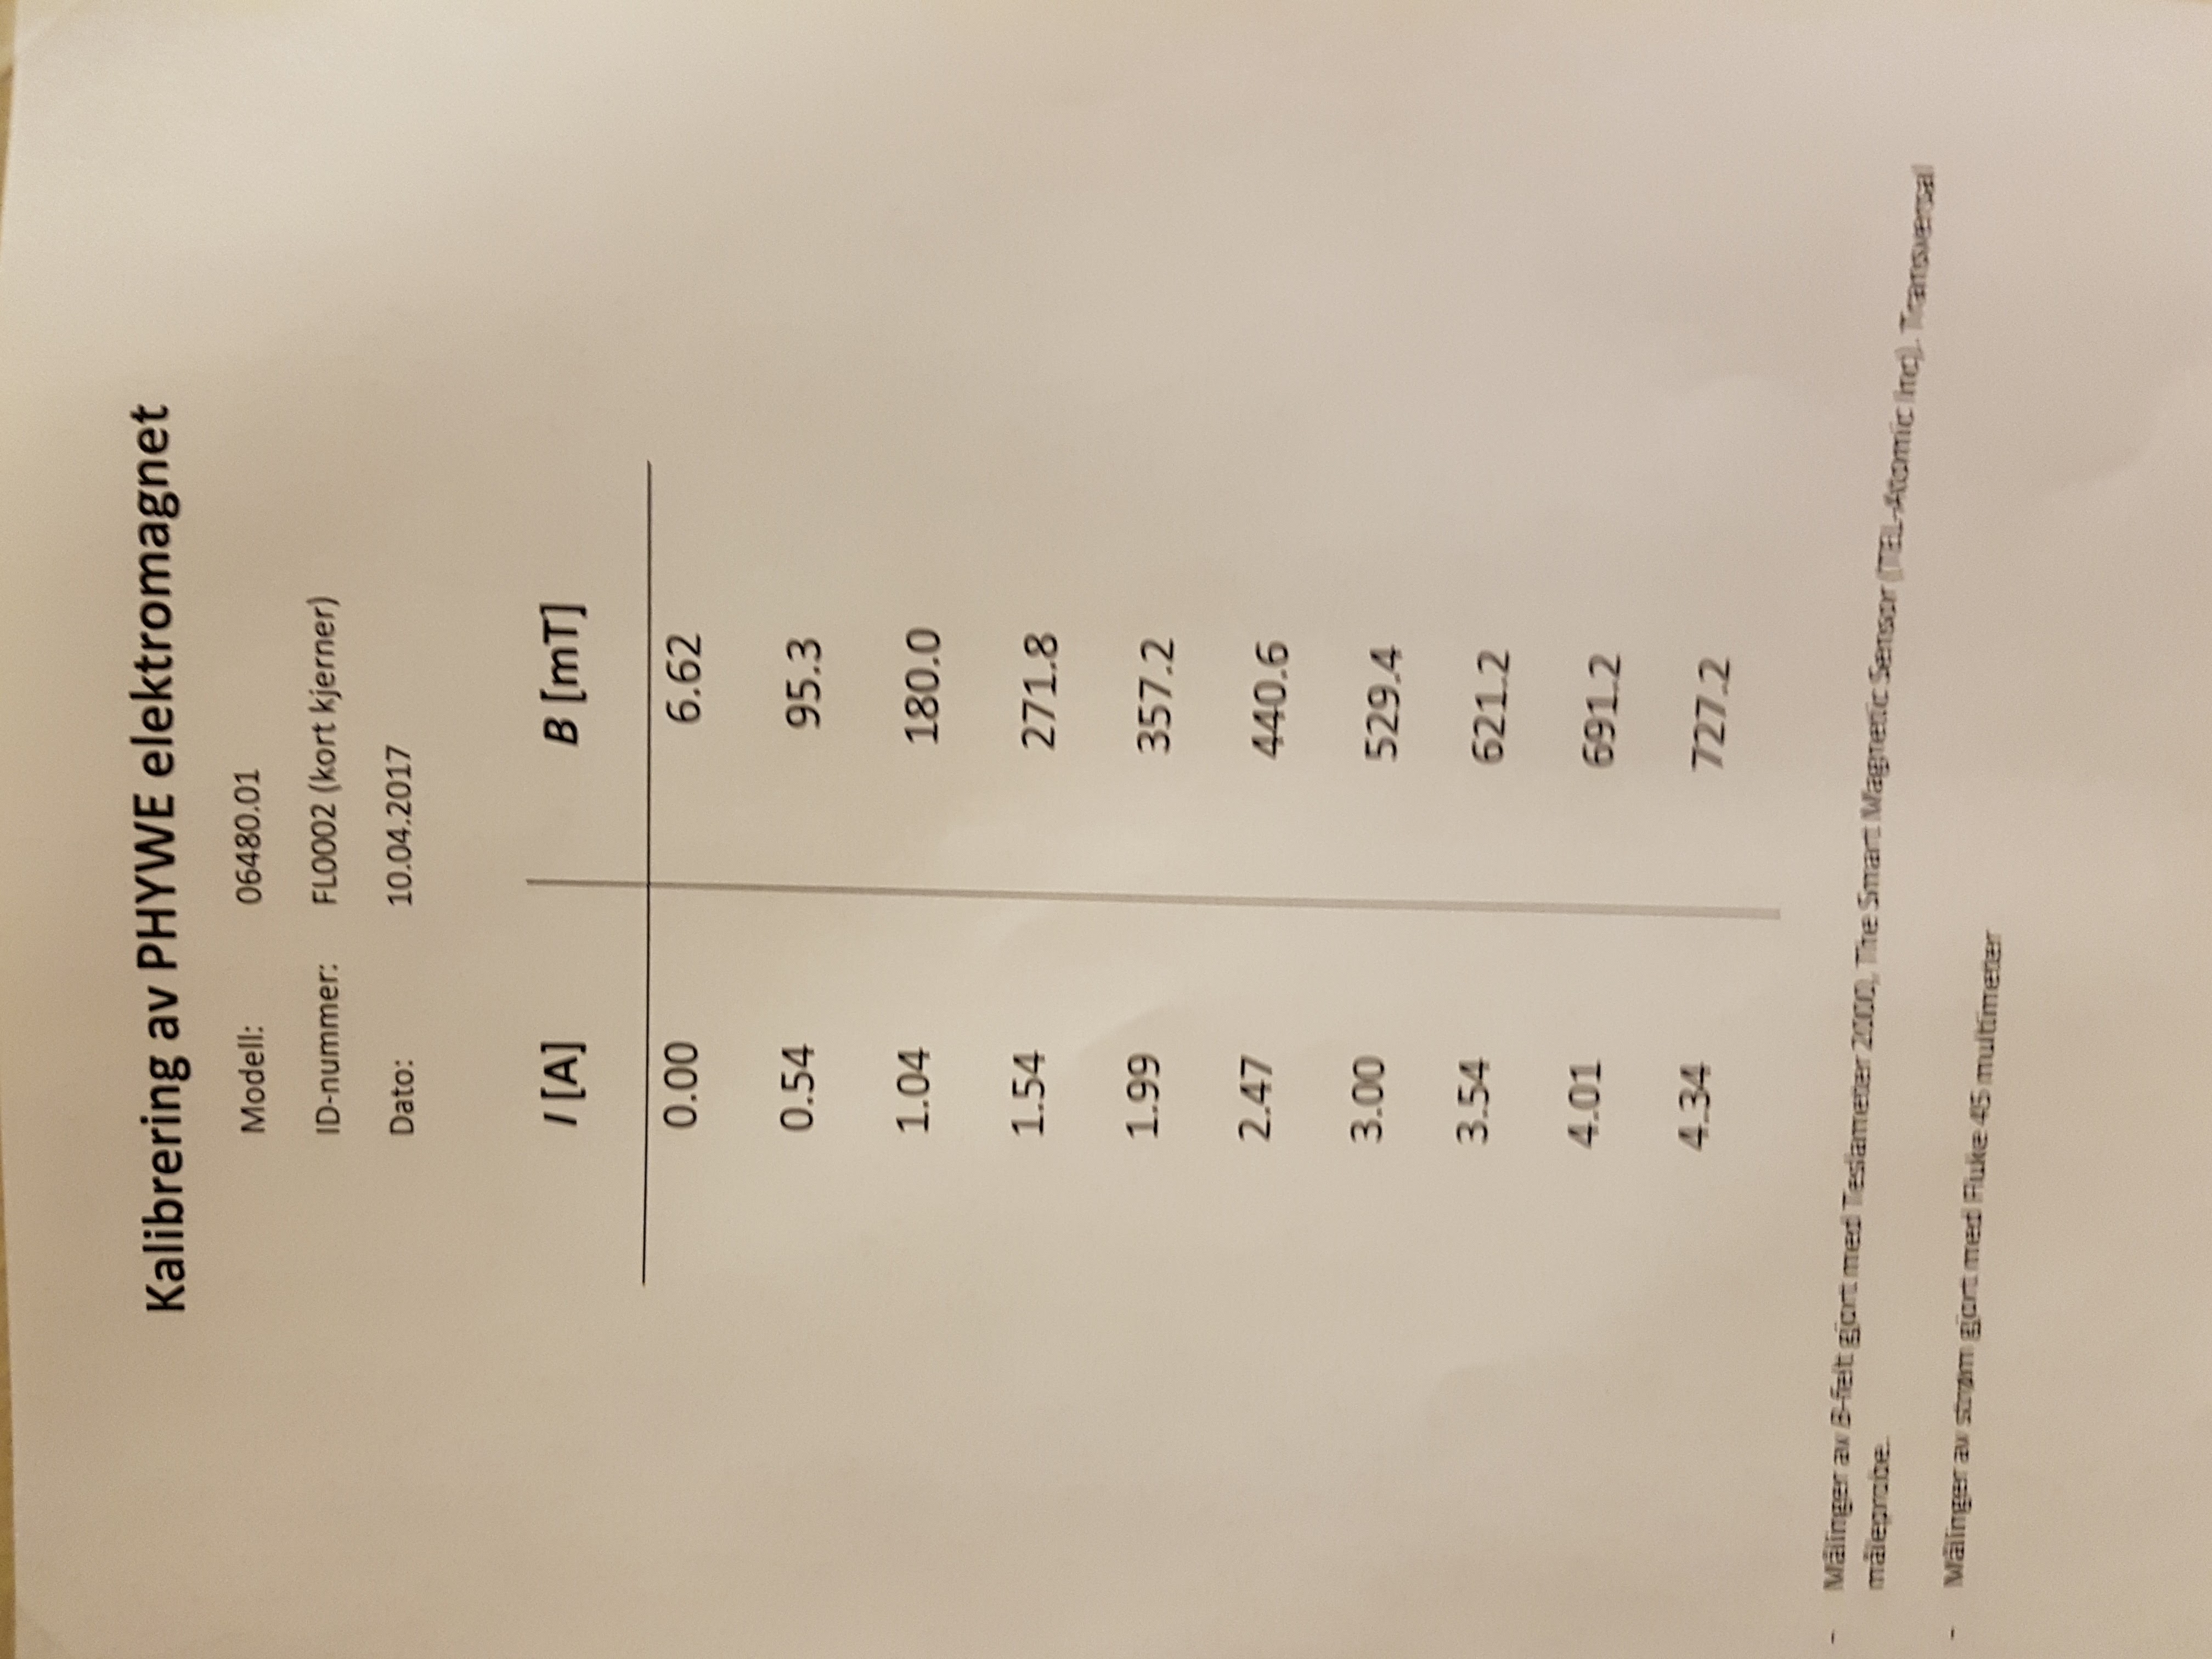 Kalibrering av PHYWE elektromagnet
Modell: 06480.01
ID-nummer: FL0002 (kort kjerner)
Dato: 10.04.2017
I [A] B [mT]
0.00 6.62
0.54 95.3
1.04 180.0
1.54 271.8
1.99 357.2
2.47 440.6
3.00 529.4
3.54 621.2
4.01 691.2
4.34 727.2
- Målinger av B-felt gjort med Teslameter 2000, The Smart Magnetic Sensor (TEL-Atomic Inc). Transversal
måleprobe.
- Målinger av strøm gjort med Fluke 45 multimeter